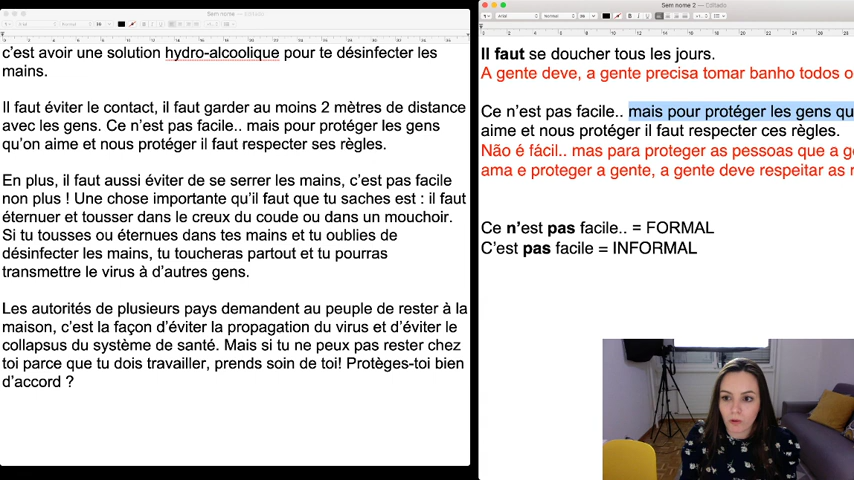 Sem nome
Editado
c'est avoir une solution hydro-alcoolique pour te désinfecter les
mains.
Il faut éviter le contact, il faut garder au moins 2 mètres de distance
avec les gens. Ce n'est pas facile.. mais pour protéger les gens
qu'on aime et nous protéger il faut respecter ses règles.
En plus, il faut aussi éviter de se serrer les mains, c'est pas facile
non plus ! Une chose importante qu'il faut que tu saches est : il faut
éternuer et tousser dans le creux du coude ou dans un mouchoir.
Si tu tousses ou éternues dans tes mains et tu oublies de
désinfecter les mains, tu toucheras partout et tu pourras
transmettre le virus à d'autres gens.
Les autorités de plusieurs pays demandent au peuple de rester à la
maison, c'est la façon d'éviter la propagation du virus et d'éviter le
collapsus du système de santé. Mais si tu ne peux pas rester chez
toi parce que tu dois travailler, prends soin de toi! Protèges-toi bien
d'accord ?
Sem nome 2 — Editado
Il faut se doucher tous les jours.
A gente deve, a gente precisa tomar banho todos o
Ce n'est pas facile.. mais pour protéger les gens qu
aime et nous protéger il faut respecter ces règles.
Não é fácil.. mas para proteger as pessoas que a ge
ama e proteger a gente, a gente deve respeitar as r
Ce n'est pas facile.. = FORMAL
C'est pas facile = INFORMAL